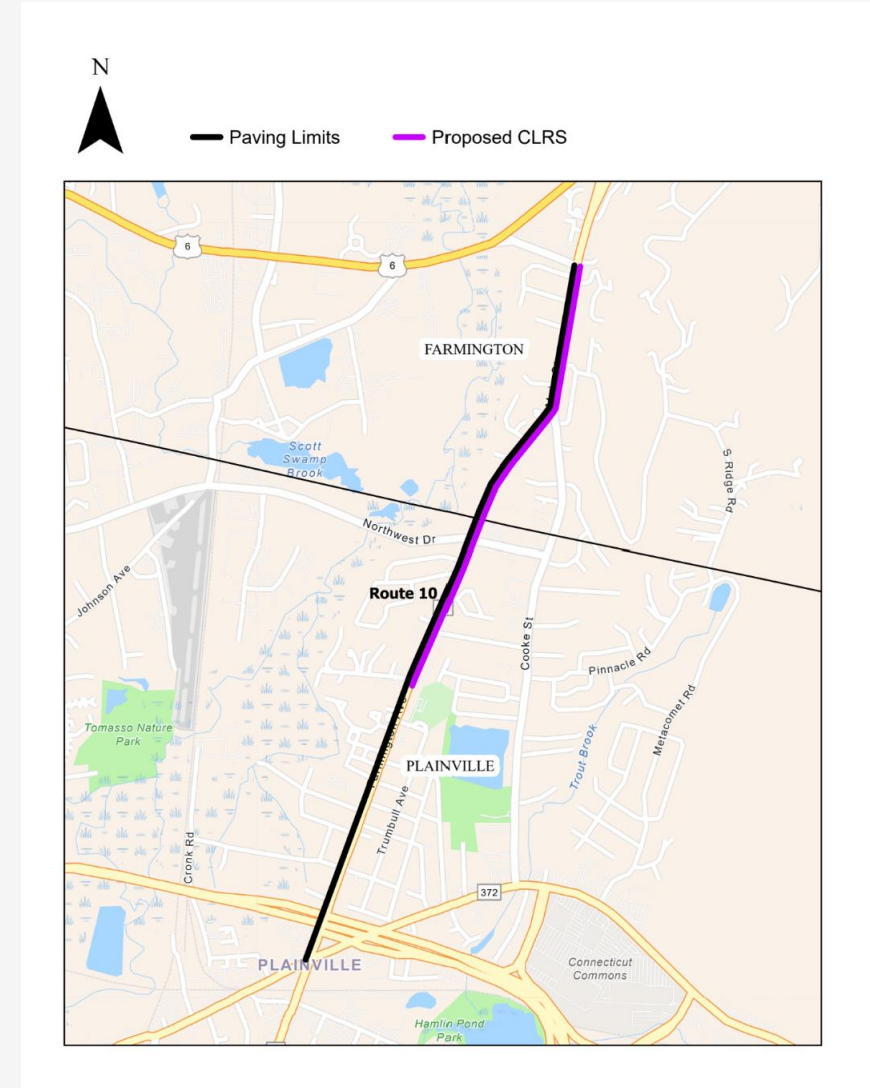 N
Paving Limits
Proposed CLRS
6
6
FARMINGTON
Scott
Swamp
Brook
S Ridge Rd
Northwest Dr
Johnson Ave
Route 10
Cooke St
Pinnacle Rd
Metacomet Rd
Tomasso Nature
Park
Trout Brook
PLAINVILLE
Trumbull Ave
Cronk Rd
372
PLAINVILLE
Connecticut
Commons
Hamlin Pond
Park